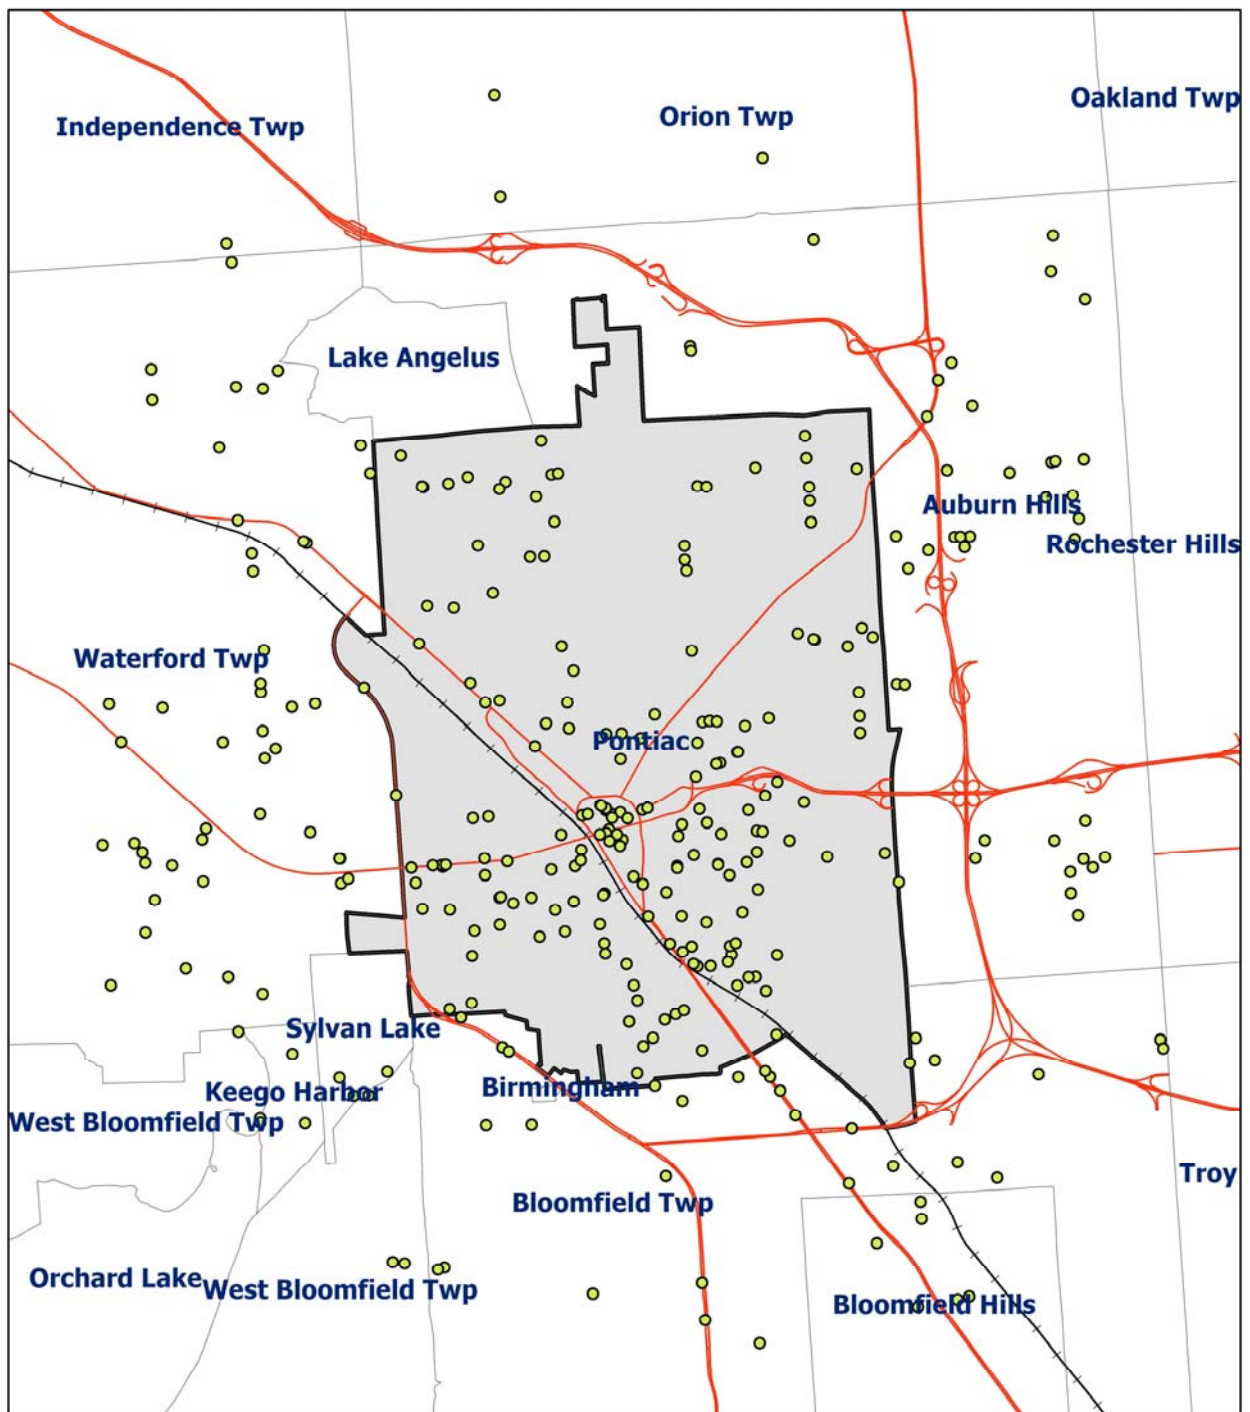 Oakland Twp
Orion Twp
Independence Twp
Lake Angelus
Auburn Hills
Rochester Hills
Waterford Twp
Pontiac
Sylvan Lake
Birmingham
Keego Harbor
West Bloomfield Twp
Troy
Bloomfield Twp
Orchard Lake
West Bloomfield Twp
Bloomfield Hills